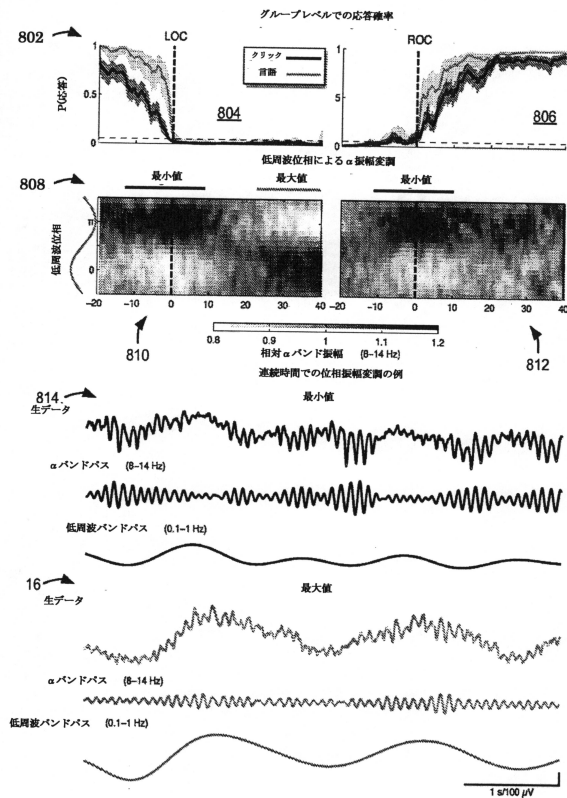 グループレベルでの応答確率
802
LOC
ROC
クリック
言語
P(応答)
1
0.5
0
1
0.5
0
804
806
低周波位相によるα振幅変調
808
最小値
最大値
最小値
低周波位相
π
0
-20 -10 0 10 20 30 40
-20 -10 0 10 20 30 40
810
812
0.8 0.9 1 1.1 1.2
相対αバンド振幅 (8-14 Hz)
連続時間での位相振幅変調の例
814
生データ
最小値
αバンドパス (8-14 Hz)
低周波バンドパス (0.1-1 Hz)
16
生データ
最大値
αバンドパス (8-14 Hz)
低周波バンドパス (0.1-1 Hz)
1 s/100 μV